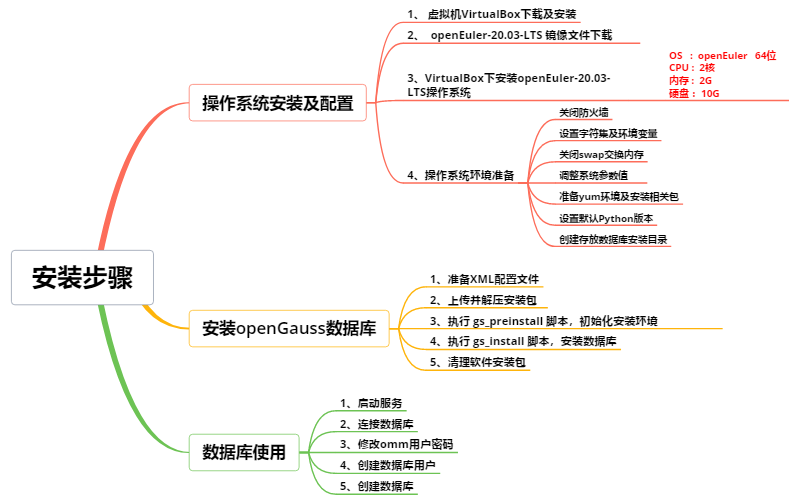 安装步骤
操作系统安装及配置
1、 虚拟机VirtualBox下载及安装
2、 openEuler-20.03-LTS 镜像文件下载
3、VirtualBox下安装openEuler-20.03-
LTS操作系统
OS ：openEuler 64位
CPU：2核
内存：2G
硬盘：10G
4、操作系统环境准备
关闭防火墙
设置字符集及环境变量
关闭swap交换内存
调整系统参数值
准备yum环境及安装相关包
设置默认Python版本
创建存放数据库安装目录
安装openGauss数据库
1、准备XML配置文件
2、上传并解压安装包
3、执行 gs_preinstall 脚本，初始化安装环境
4、执行 gs_install 脚本，安装数据库
5、清理软件安装包
数据库使用
1、启动服务
2、连接数据库
3、修改omm用户密码
4、创建数据库用户
5、创建数据库